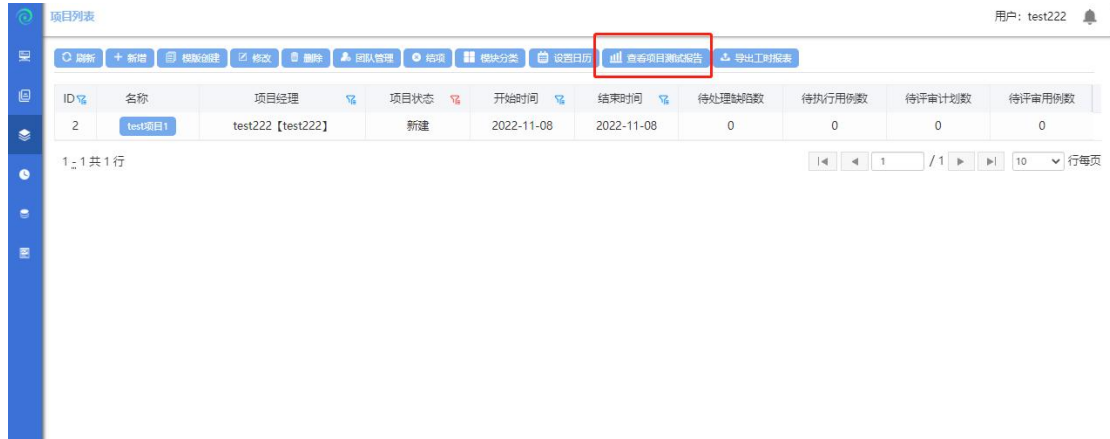 项目列表 用户: test222
刷新 新增 模版创建 修改 删除 团队管理 结项 模块分类 设置日历 查看项目测试报告 导出工时报表
ID 名称 项目经理 项目状态 开始时间 结束时间 待处理缺陷数 待执行用例数 待评审计划数 待评审用例数
2 test项目1 test222【test222】 新建 2022-11-08 2022-11-08 0 0 0 0
1 - 1 共 1 行 1 / 1 10 行每页